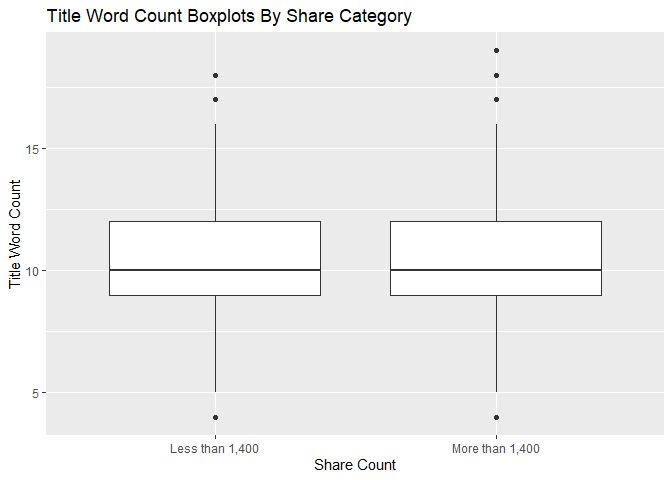 Title Word Count Boxplots By Share Category
Title Word Count
15
10
5
Less than 1,400
More than 1,400
Share Count